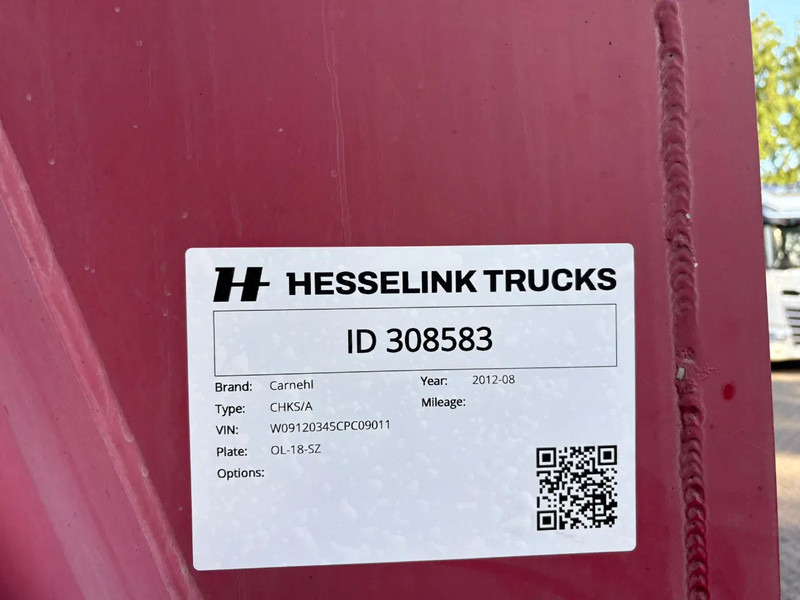 H HESSELINK TRUCKS
ID 308583
Brand: Carnehl Year: 2012-08
Type: CHKS/A Mileage:
VIN: W09120345CPC09011
Plate: OL-18-SZ
Options: